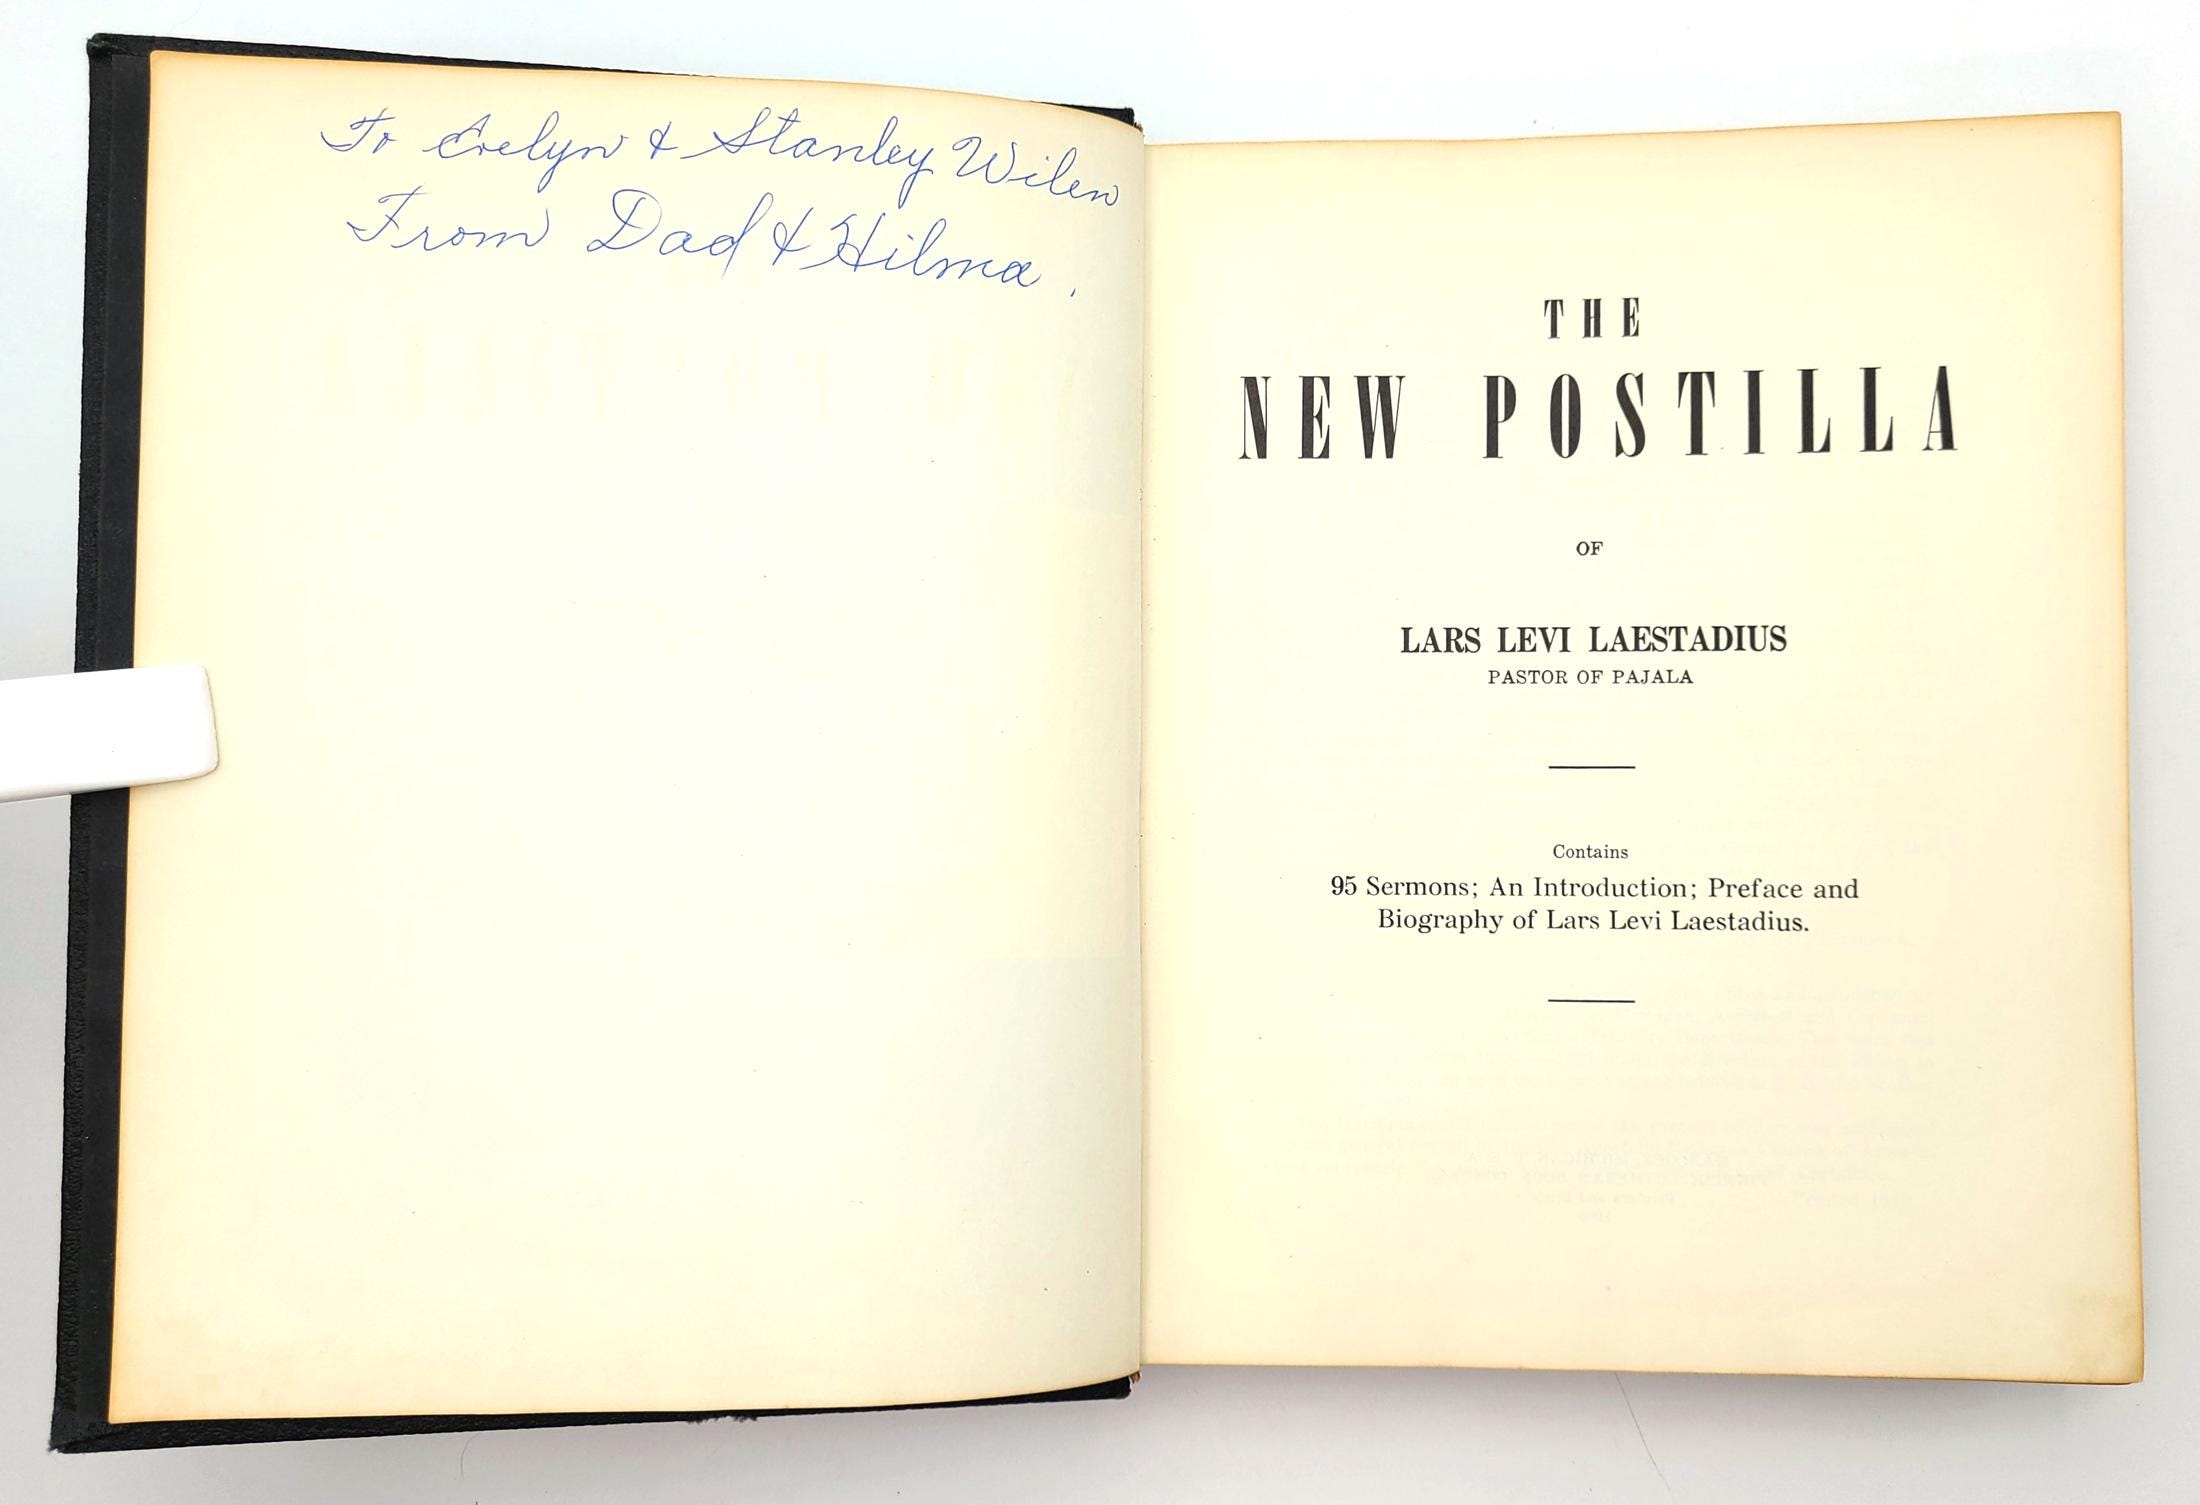 To Evelyn & Stanley Wilen
From Dad & Hilma.
THE
NEW POSTILLA
OF
LARS LEVI LAESTADIUS
PASTOR OF PAJALA
Contains
95 Sermons; An Introduction; Preface and
Biography of Lars Levi Laestadius.